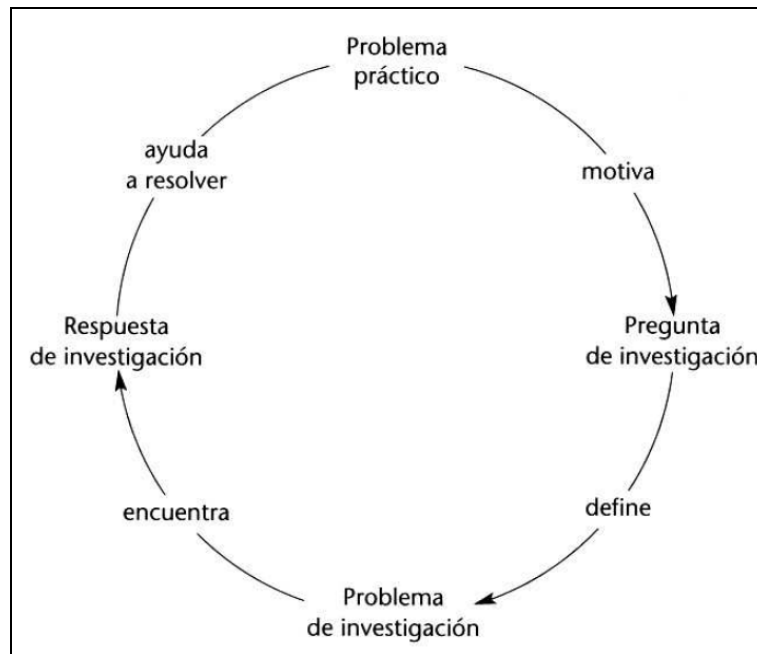 Problema
práctico
motiva
Pregunta
de investigación
define
Problema
de investigación
encuentra
Respuesta
de investigación
ayuda
a resolver